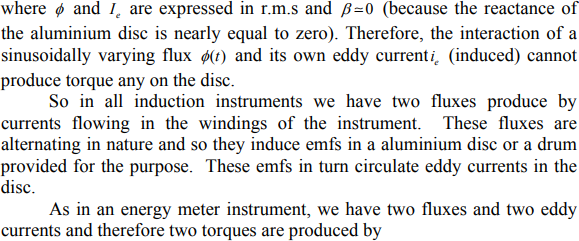 where ϕ and I_e are expressed in r.m.s and β≃0 (because the reactance of
the aluminium disc is nearly equal to zero). Therefore, the interaction of a
sinusoidally varying flux ϕ(t) and its own eddy current i_e (induced) cannot
produce torque any on the disc.
So in all induction instruments we have two fluxes produce by
currents flowing in the windings of the instrument. These fluxes are
alternating in nature and so they induce emfs in a aluminium disc or a drum
provided for the purpose. These emfs in turn circulate eddy currents in the
disc.
As in an energy meter instrument, we have two fluxes and two eddy
currents and therefore two torques are produced by